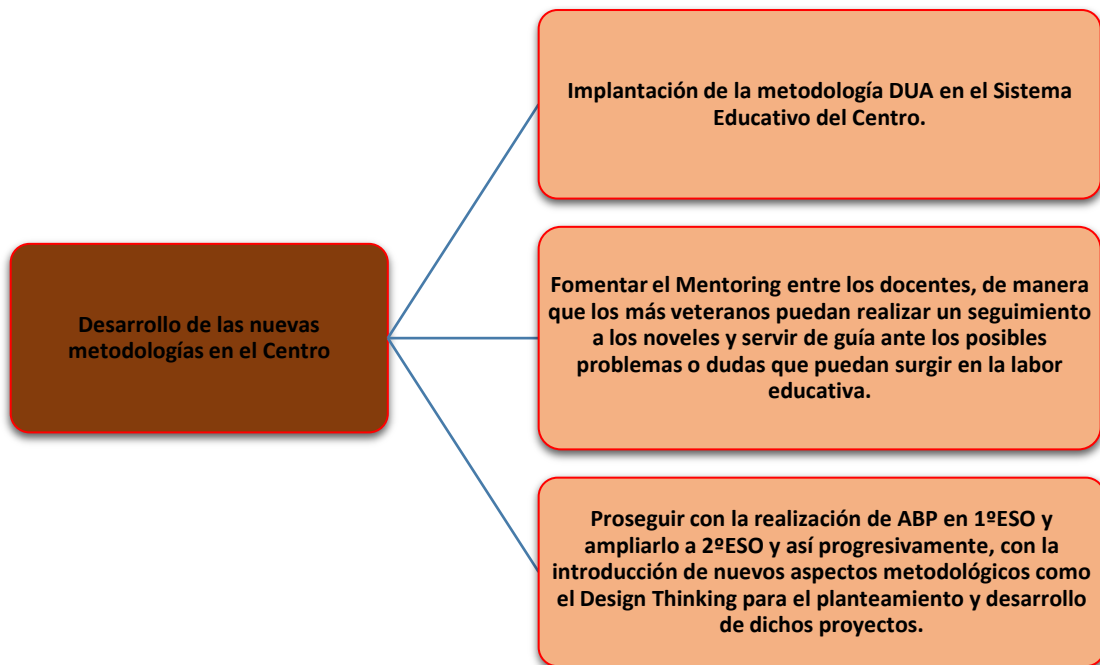 Desarrollo de las nuevas
metodologías en el Centro
Implantación de la metodología DUA en el Sistema
Educativo del Centro.
Fomentar el Mentoring entre los docentes, de manera
que los más veteranos puedan realizar un seguimiento
a los noveles y servir de guía ante los posibles
problemas o dudas que puedan surgir en la labor
educativa.
Proseguir con la realización de ABP en 1ºESO y
ampliarlo a 2ºESO y así progresivamente, con la
introducción de nuevos aspectos metodológicos como
el Design Thinking para el planteamiento y desarrollo
de dichos proyectos.